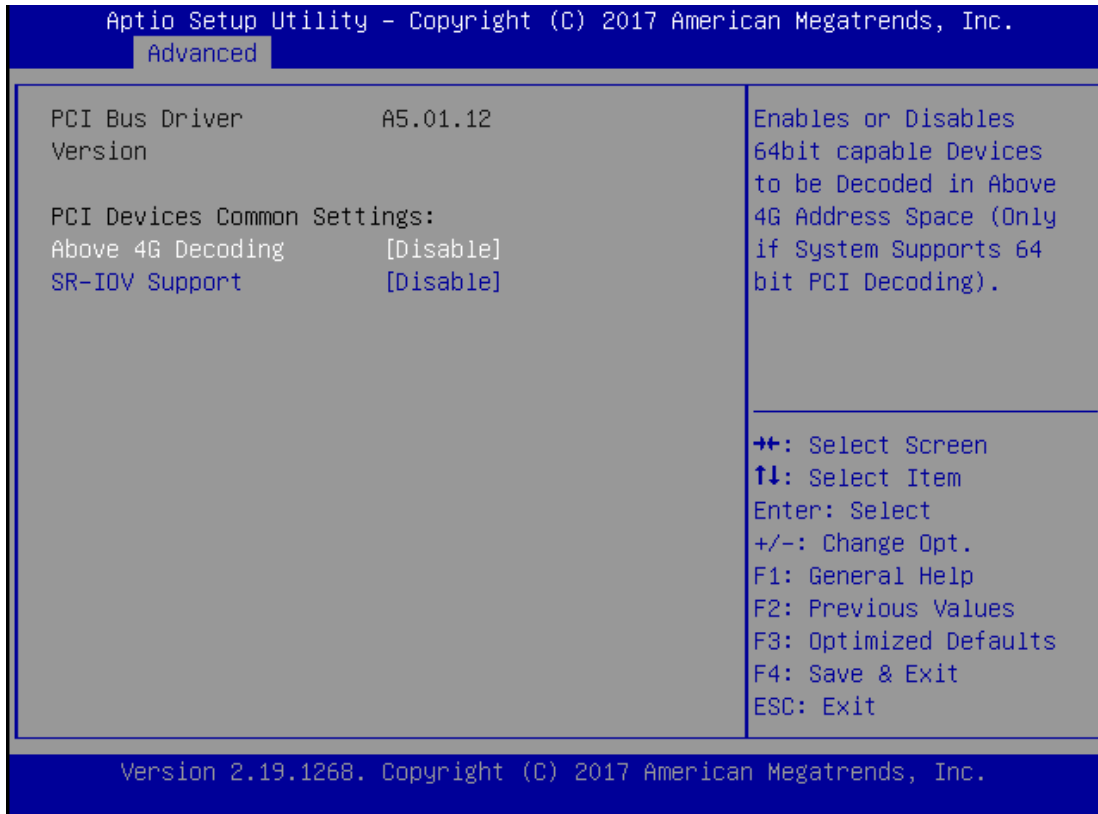 Aptio Setup Utility – Copyright (C) 2017 American Megatrends, Inc.
Advanced
PCI Bus Driver A5.01.12
Version
PCI Devices Common Settings:
Above 4G Decoding [Disable]
SR-IOV Support [Disable]
Enables or Disables
64bit capable Devices
to be Decoded in Above
4G Address Space (Only
if System Supports 64
bit PCI Decoding).
→←: Select Screen
↑↓: Select Item
Enter: Select
+/-: Change Opt.
F1: General Help
F2: Previous Values
F3: Optimized Defaults
F4: Save & Exit
ESC: Exit
Version 2.19.1268. Copyright (C) 2017 American Megatrends, Inc.